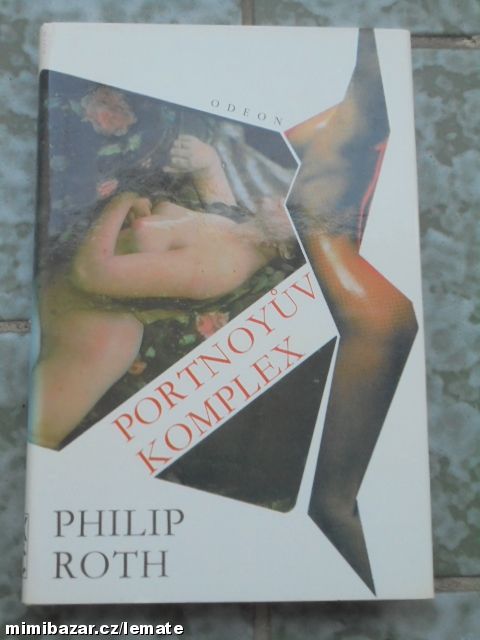 ODEON
PORTNOYŮV
KOMPLEX
PHILIP
ROTH
mimibazar.cz/lemate